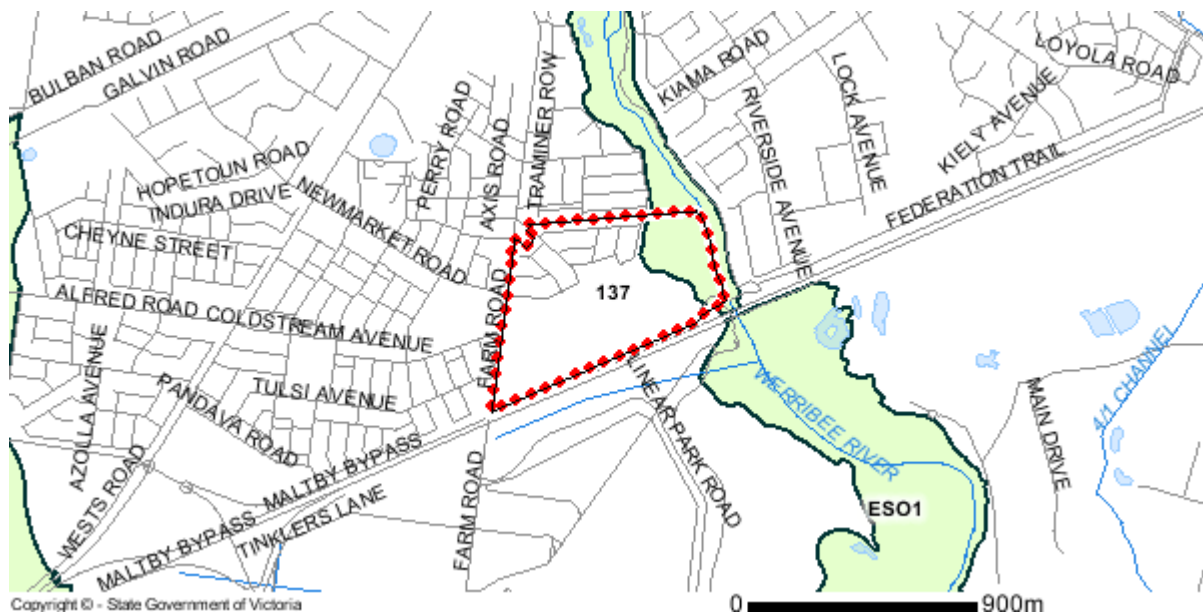 BULBAN ROAD
GALVIN ROAD
TRAMINER ROW
KIAMA ROAD
LOCK AVENUE
LOYOLA ROAD
PERRY ROAD
AXIS ROAD
RIVERSIDE AVENUE
KIELY AVENUE
HOPETOUN ROAD
INDURA DRIVE
NEWMARKET ROAD
FEDERATION TRAIL
CHEYNE STREET
137
ALFRED ROAD
COLDSTREAM AVENUE
FARM ROAD
AZOLLA AVENUE
TULSI AVENUE
PANDAVA ROAD
LINEAR PARK ROAD
WERRIBEE RIVER
MAIN DRIVE
4/1 CHANNEL
WESTS ROAD
MALTBY BYPASS
MALTBY BYPASS
TINKLERS LANE
FARM ROAD
ESO1
Copyright © - State Government of Victoria
0 900m